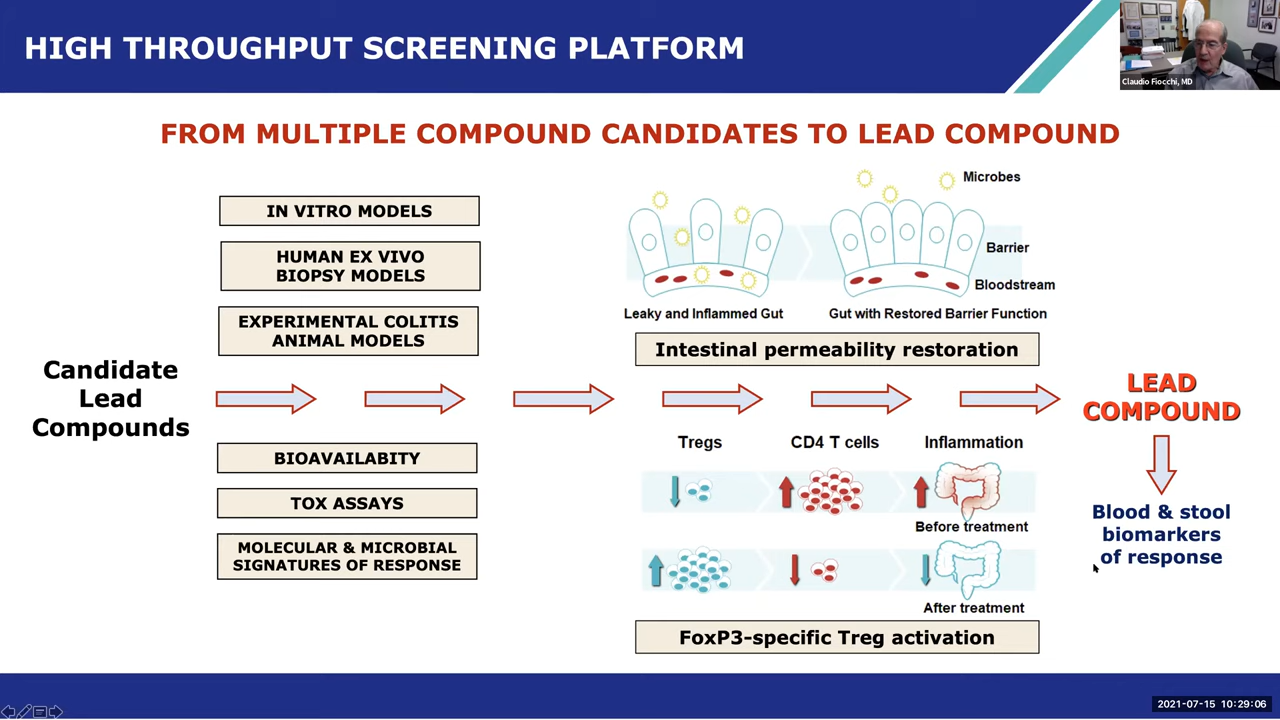 HIGH THROUGHPUT SCREENING PLATFORM
Claudio Fiocchi, MD
FROM MULTIPLE COMPOUND CANDIDATES TO LEAD COMPOUND
IN VITRO MODELS
HUMAN EX VIVO
BIOPSY MODELS
EXPERIMENTAL COLITIS
ANIMAL MODELS
Candidate
Lead
Compounds
BIOAVAILABITY
TOX ASSAYS
MOLECULAR & MICROBIAL
SIGNATURES OF RESPONSE
Microbes
Barrier
Bloodstream
Leaky and Inflammed Gut
Gut with Restored Barrier Function
Intestinal permeability restoration
Tregs
CD4 T cells
Inflammation
Before treatment
After treatment
FoxP3-specific Treg activation
LEAD
COMPOUND
Blood & stool
biomarkers
of response
2021-07-15 10:29:06